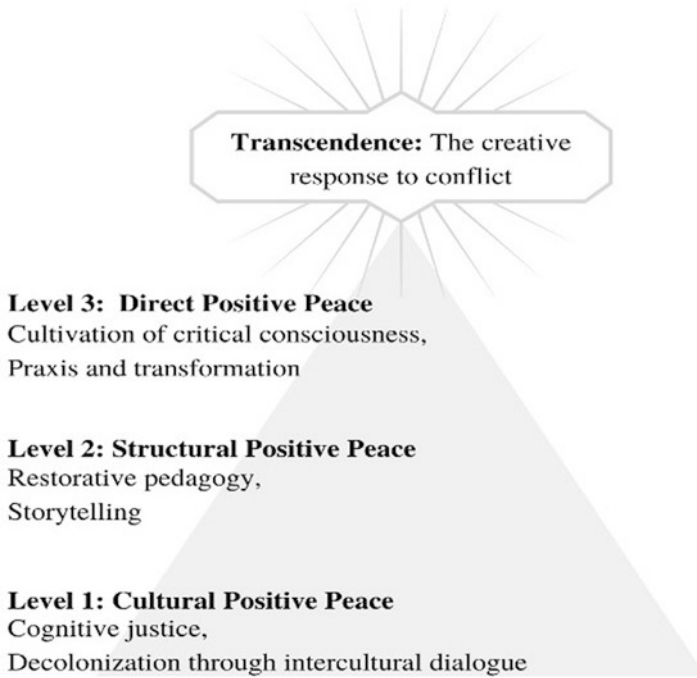 Transcendence: The creative
response to conflict
Level 3: Direct Positive Peace
Cultivation of critical consciousness,
Praxis and transformation
Level 2: Structural Positive Peace
Restorative pedagogy,
Storytelling
Level 1: Cultural Positive Peace
Cognitive justice,
Decolonization through intercultural dialogue